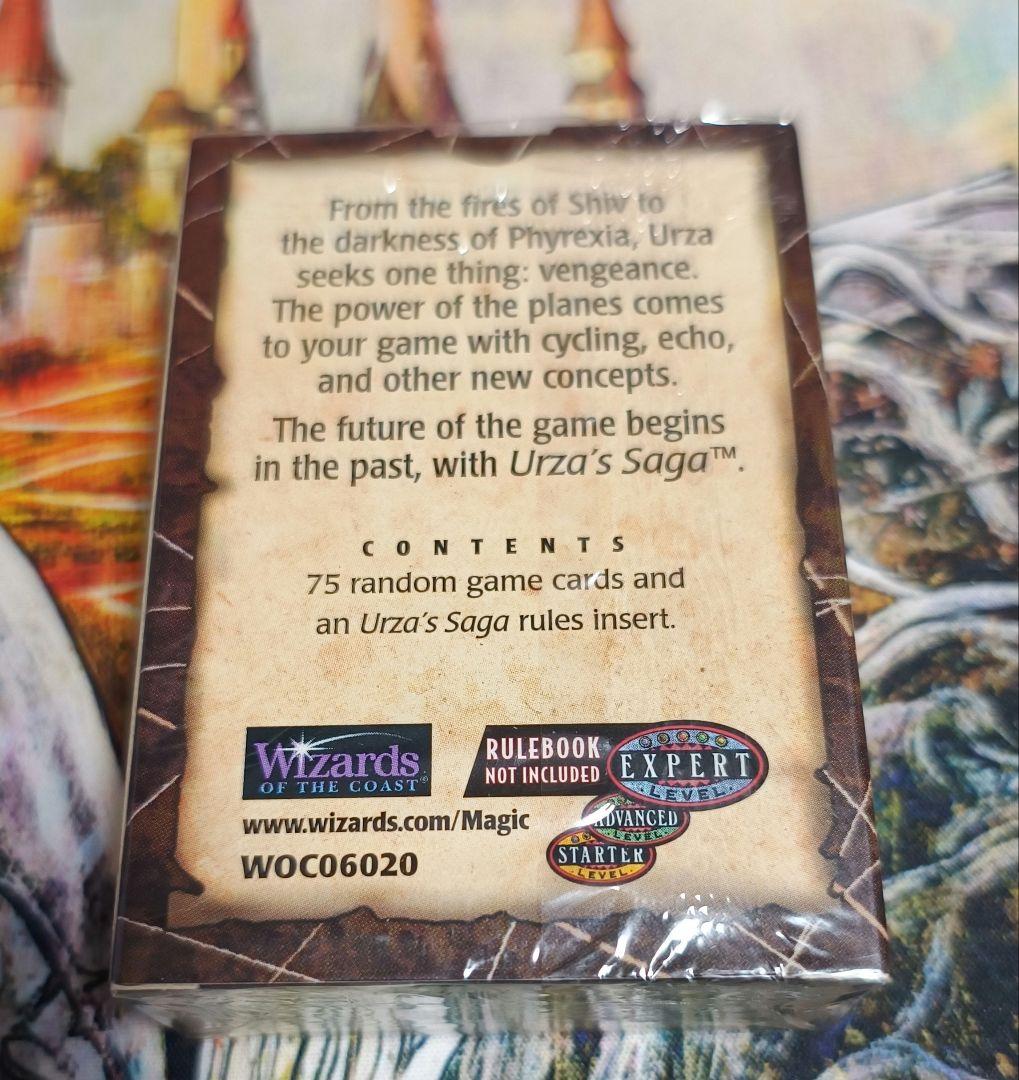 From the fires of Shiv to
the darkness of Phyrexia, Urza
seeks one thing: vengeance.
The power of the planes comes
to your game with cycling, echo,
and other new concepts.
The future of the game begins
in the past, with Urza's Saga™.
CONTENTS
75 random game cards and
an Urza's Saga rules insert.
Wizards
OF THE COAST®
RULEBOOK
NOT INCLUDED
EXPERT
LEVEL
www.wizards.com/Magic
ADVANCED
LEVEL
WOC06020
STARTER
LEVEL